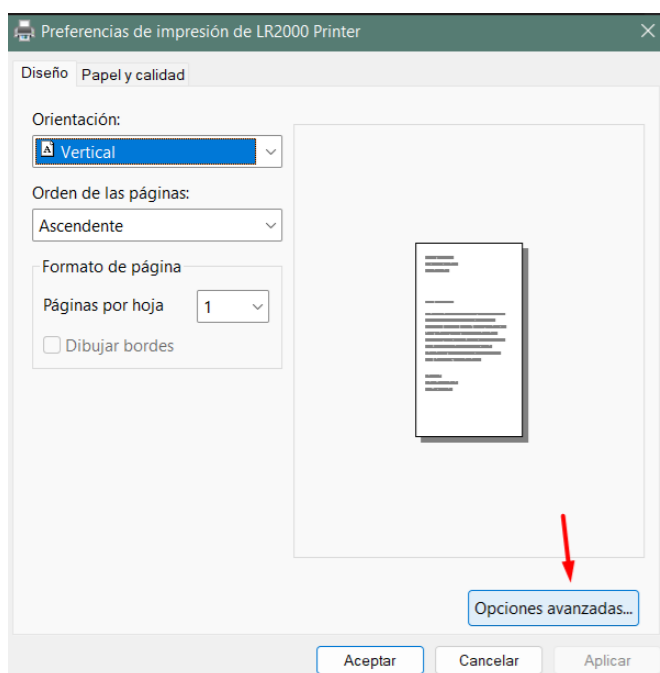 Preferencias de impresión de LR2000 Printer
Diseño Papel y calidad
Orientación:
Vertical
Orden de las páginas:
Ascendente
Formato de página
Páginas por hoja 1
Dibujar bordes
Opciones avanzadas...
Aceptar Cancelar Aplicar